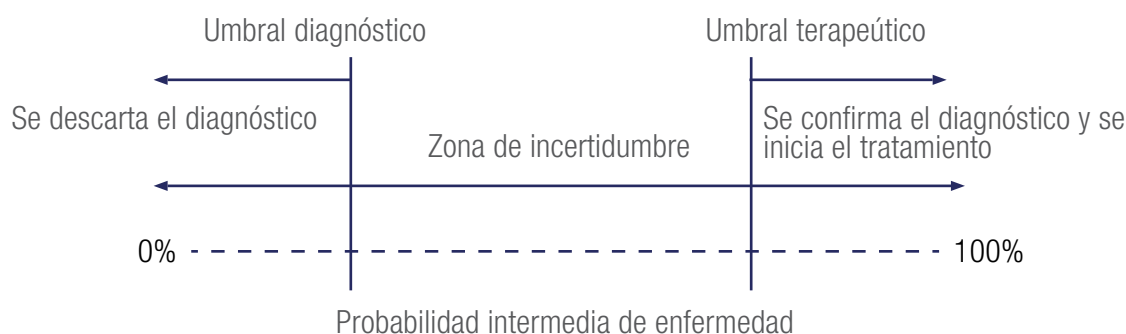 Umbral diagnóstico
Umbral terapeútico
Se descarta el diagnóstico
Zona de incertidumbre
Se confirma el diagnóstico y se
inicia el tratamiento
0%
100%
Probabilidad intermedia de enfermedad